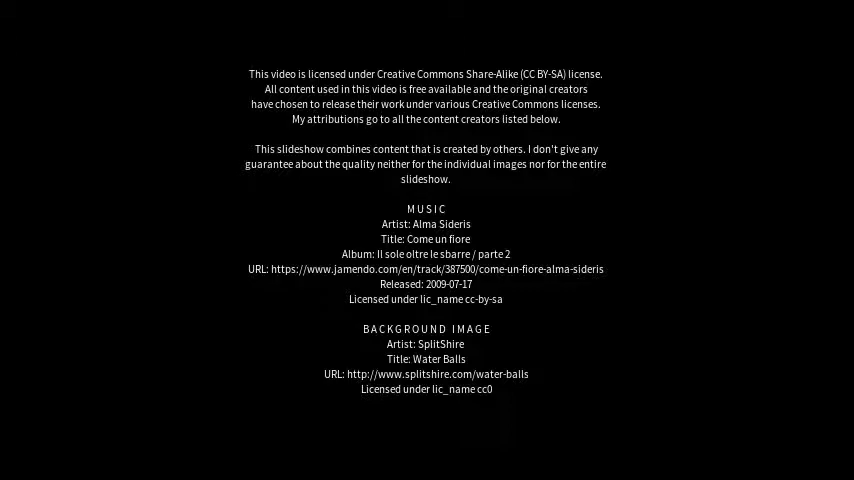 This video is licensed under Creative Commons Share-Alike (CC BY-SA) license.
All content used in this video is free available and the original creators
have chosen to release their work under various Creative Commons licenses.
My attributions go to all the content creators listed below.
This slideshow combines content that is created by others. I don't give any
guarantee about the quality neither for the individual images nor for the entire
slideshow.
MUSIC
Artist: Alma Sideris
Title: Come un fiore
Album: Il sole oltre le sbarre / parte 2
URL: https://www.jamendo.com/en/track/387500/come-un-fiore-alma-sideris
Released: 2009-07-17
Licensed under lic_name cc-by-sa
BACKGROUND IMAGE
Artist: SplitShire
Title: Water Balls
URL: http://www.splitshire.com/water-balls
Licensed under lic_name cc0